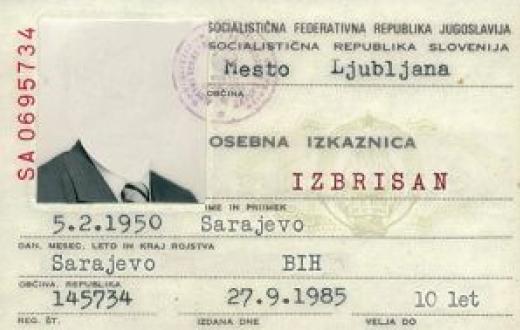 SA 0695734
SOCIALISTIČNA FEDERATIVNA REPUBLIKA JUGOSLAVIJA
SOCIALISTIČNA REPUBLIKA SLOVENIJA
Mesto Ljubljana
OBČINA
OSEBNA IZKAZNICA
IZBRISAN
IME IN PRIIMEK
5.2.1950 Sarajevo
DAN, MESEC, LETO IN KRAJ ROJSTVA
Sarajevo BIH
OBČINA, REPUBLIKA
145734 27.9.1985 10 let
REG. ŠT. IZDANA DNE VELJA DO